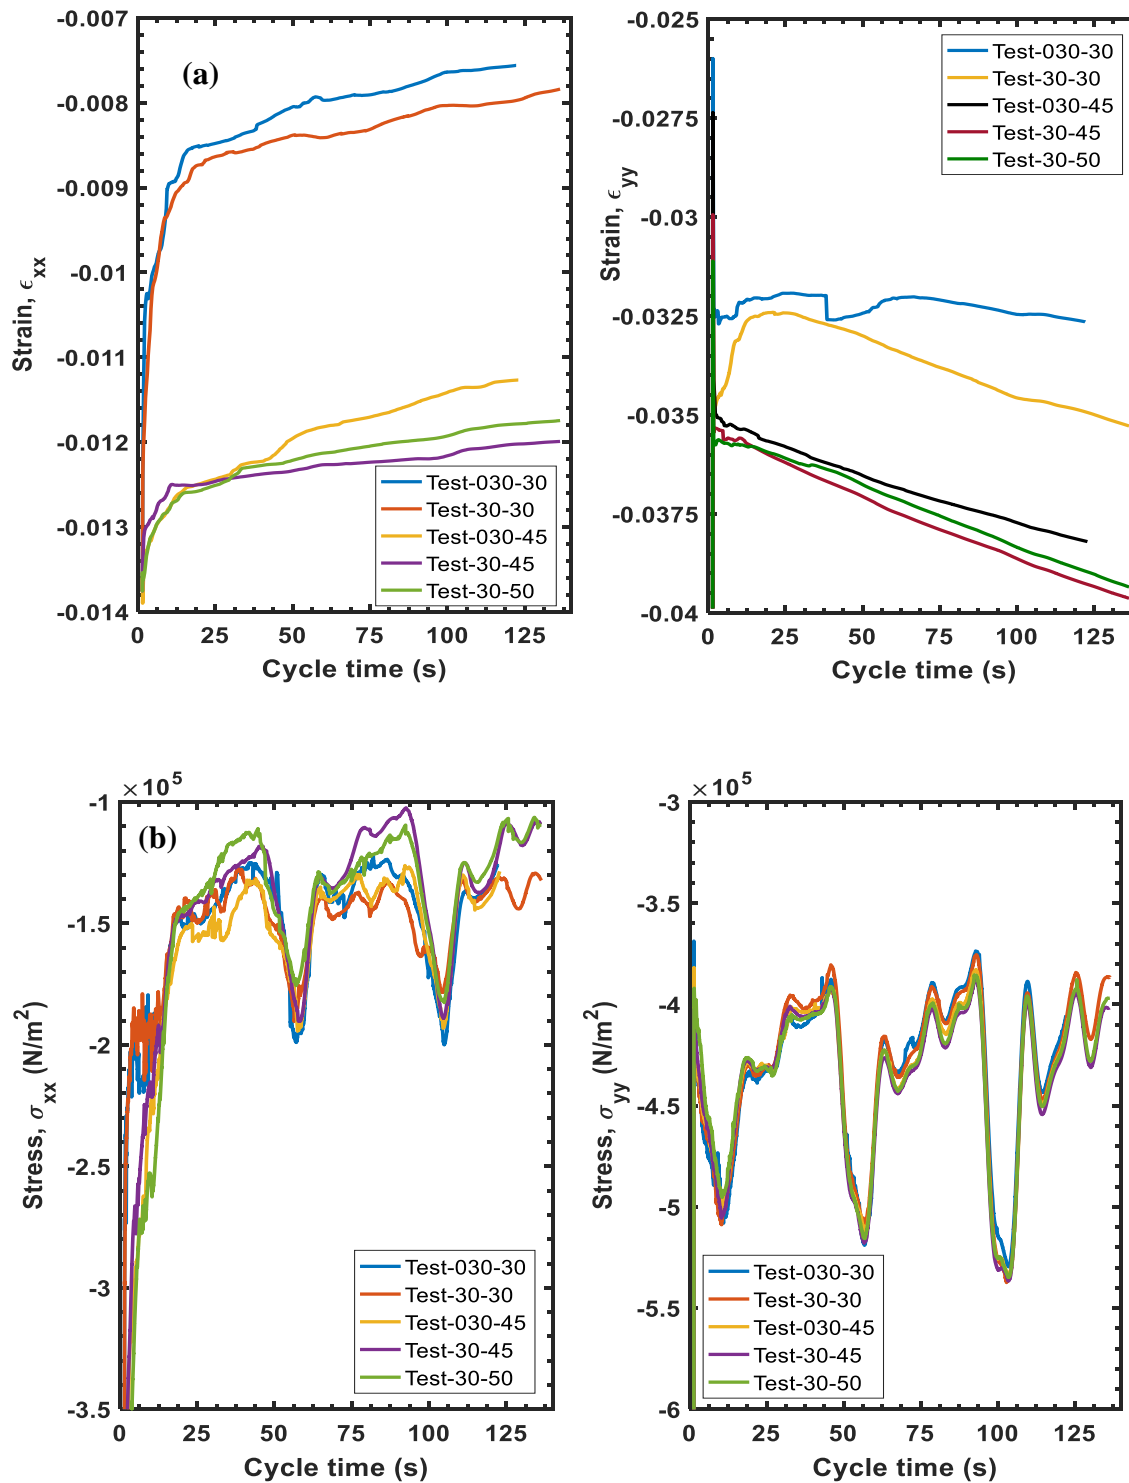 -0.007
-0.008
-0.009
-0.01
-0.011
-0.012
-0.013
-0.014
Strain, ϵxx
(a)
Test-030-30
Test-30-30
Test-030-45
Test-30-45
Test-30-50
0 25 50 75 100 125
Cycle time (s)
-0.025
-0.0275
-0.03
-0.0325
-0.035
-0.0375
-0.04
Strain, ϵyy
Test-030-30
Test-30-30
Test-030-45
Test-30-45
Test-30-50
0 25 50 75 100 125
Cycle time (s)
×10^5
-1
-1.5
-2
-2.5
-3
-3.5
Stress, σxx (N/m²)
(b)
Test-030-30
Test-30-30
Test-030-45
Test-30-45
Test-30-50
0 25 50 75 100 125
Cycle time (s)
×10^5
-3
-3.5
-4
-4.5
-5
-5.5
-6
Stress, σyy (N/m²)
Test-030-30
Test-30-30
Test-030-45
Test-30-45
Test-30-50
0 25 50 75 100 125
Cycle time (s)